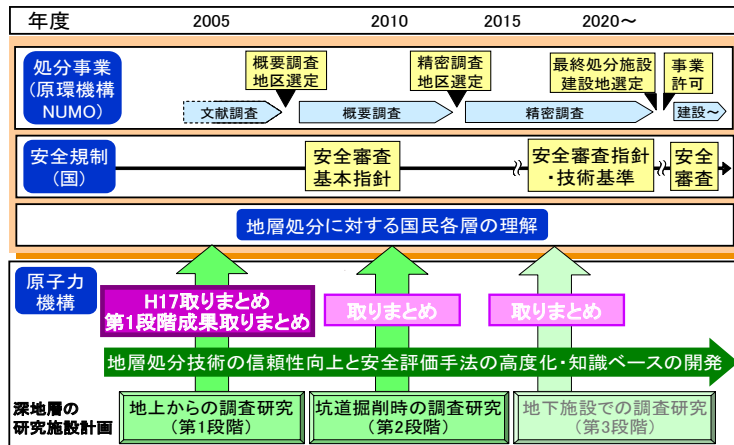 年度 2005 2010 2015 2020～
処分事業
(原環機構
NUMO)
概要調査
地区選定
精密調査
地区選定
最終処分施設
建設地選定
事業
許可
文献調査
概要調査
精密調査
建設～
安全規制
(国)
安全審査
基本指針
安全審査指針
・技術基準
安全
審査
地層処分に対する国民各層の理解
原子力
機構
H17取りまとめ
第1段階成果取りまとめ
取りまとめ
取りまとめ
地層処分技術の信頼性向上と安全評価手法の高度化・知識ベースの開発
深地層の
研究施設計画
地上からの調査研究
(第1段階)
坑道掘削時の調査研究
(第2段階)
地下施設での調査研究
(第3段階)